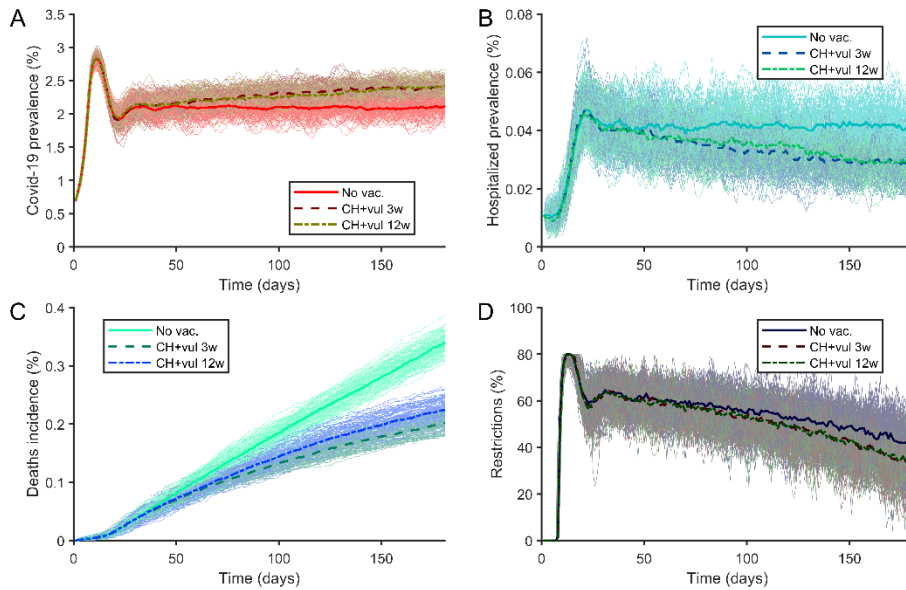 A
Covid-19 prevalence (%)
3.5
3
2.5
2
1.5
1
0.5
0
No vac.
CH+vul 3w
CH+vul 12w
0
50
100
150
Time (days)
B
Hospitalized prevalence (%)
0.08
0.06
0.04
0.02
0
No vac.
CH+vul 3w
CH+vul 12w
0
50
100
150
Time (days)
C
Deaths incidence (%)
0.4
0.3
0.2
0.1
0
No vac.
CH+vul 3w
CH+vul 12w
0
50
100
150
Time (days)
D
Restrictions (%)
100
80
60
40
20
0
No vac.
CH+vul 3w
CH+vul 12w
0
50
100
150
Time (days)